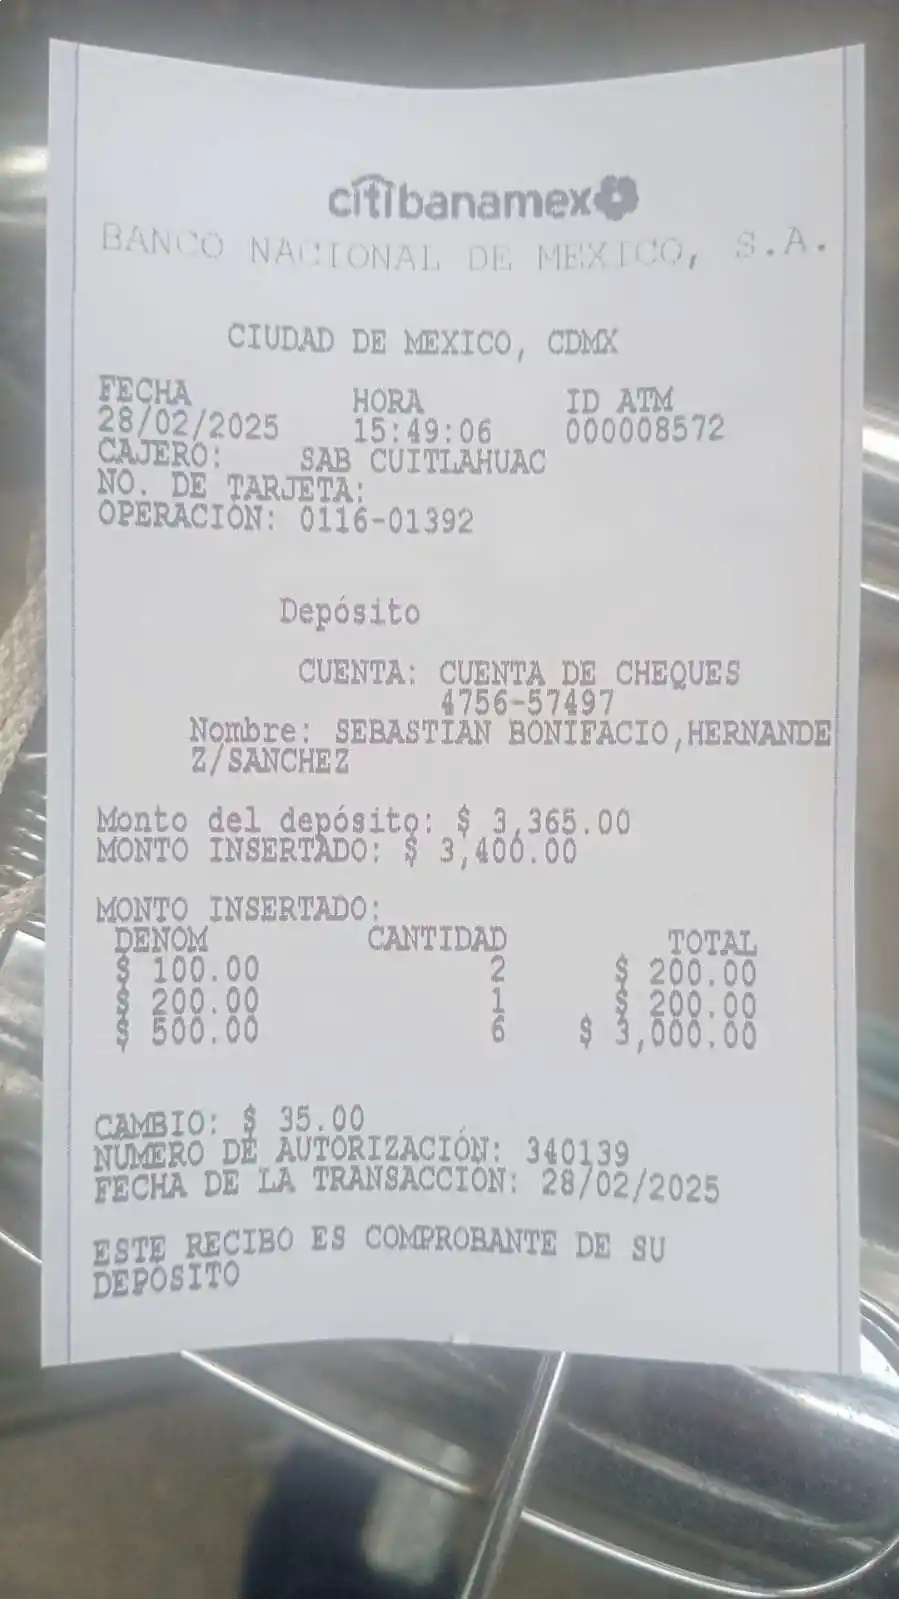 citibanamex
BANCO NACIONAL DE MEXICO, S.A.
CIUDAD DE MEXICO, CDMX
FECHA HORA ID ATM
28/02/2025 15:49:06 000008572
CAJERO: SAB CUITLAHUAC
NO. DE TARJETA:
OPERACIÓN: 0116-01392
Depósito
CUENTA: CUENTA DE CHEQUES
4756-57497
Nombre: SEBASTIAN BONIFACIO,HERNANDE
Z/SANCHEZ
Monto del depósito: $ 3,365.00
MONTO INSERTADO: $ 3,400.00
MONTO INSERTADO:
DENOM CANTIDAD TOTAL
$ 100.00 2 $ 200.00
$ 200.00 1 $ 200.00
$ 500.00 6 $ 3,000.00
CAMBIO: $ 35.00
NUMERO DE AUTORIZACIÓN: 340139
FECHA DE LA TRANSACCIÓN: 28/02/2025
ESTE RECIBO ES COMPROBANTE DE SU
DEPÓSITO